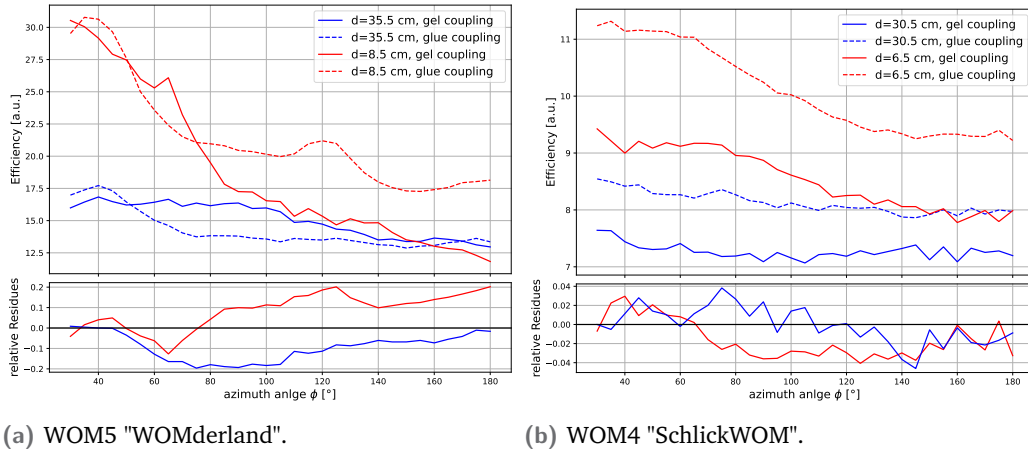 30.0
27.5
25.0
22.5
20.0
17.5
15.0
12.5
Efficiency [a.u.]
d=35.5 cm, gel coupling
d=35.5 cm, glue coupling
d=8.5 cm, gel coupling
d=8.5 cm, glue coupling
0.2
0.1
0.0
−0.1
−0.2
relative Residues
40 60 80 100 120 140 160 180
azimuth anlge ϕ [°]
(a) WOM5 "WOMderland".
11
10
9
8
7
Efficiency [a.u.]
d=30.5 cm, gel coupling
d=30.5 cm, glue coupling
d=6.5 cm, gel coupling
d=6.5 cm, glue coupling
0.04
0.02
0.00
−0.02
−0.04
relative Residues
40 60 80 100 120 140 160 180
azimuth anlge ϕ [°]
(b) WOM4 "SchlickWOM".